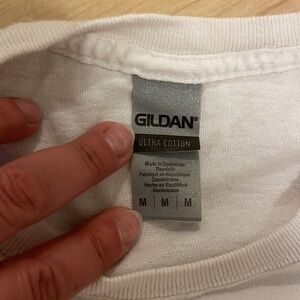 GILDAN®
ULTRA COTTON
Made in Dominican
Republic
Fabriqué en République
Dominicaine
Hecho en República
Dominicana
M M M